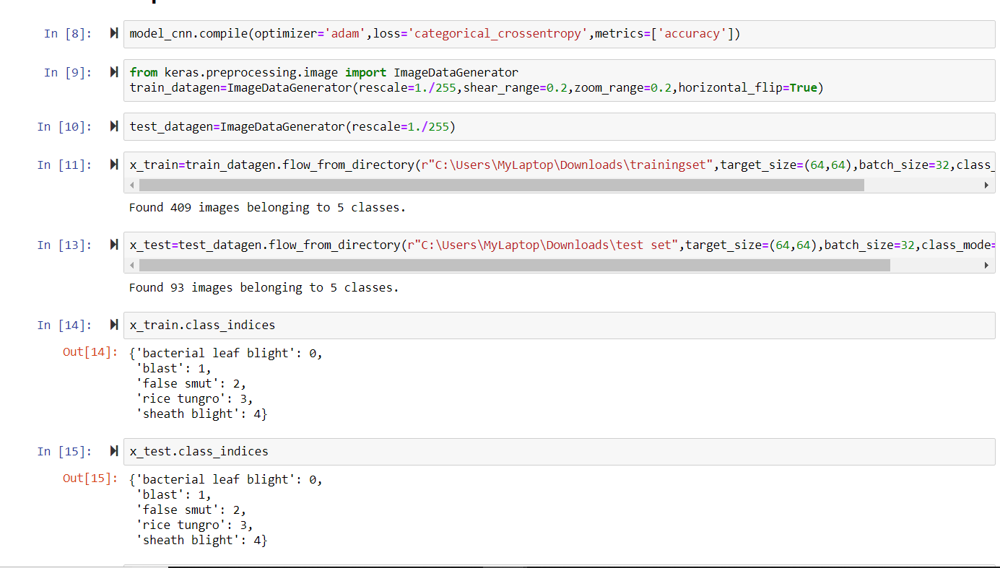 In [8]: model_cnn.compile(optimizer='adam',loss='categorical_crossentropy',metrics=['accuracy'])
In [9]: from keras.preprocessing.image import ImageDataGenerator
train_datagen=ImageDataGenerator(rescale=1./255,shear_range=0.2,zoom_range=0.2,horizontal_flip=True)
In [10]: test_datagen=ImageDataGenerator(rescale=1./255)
In [11]: x_train=train_datagen.flow_from_directory(r"C:\Users\MyLaptop\Downloads\trainingset",target_size=(64,64),batch_size=32,class_
Found 409 images belonging to 5 classes.
In [13]: x_test=test_datagen.flow_from_directory(r"C:\Users\MyLaptop\Downloads\test set",target_size=(64,64),batch_size=32,class_mode=
Found 93 images belonging to 5 classes.
In [14]: x_train.class_indices
Out[14]: {'bacterial leaf blight': 0,
'blast': 1,
'false smut': 2,
'rice tungro': 3,
'sheath blight': 4}
In [15]: x_test.class_indices
Out[15]: {'bacterial leaf blight': 0,
'blast': 1,
'false smut': 2,
'rice tungro': 3,
'sheath blight': 4}